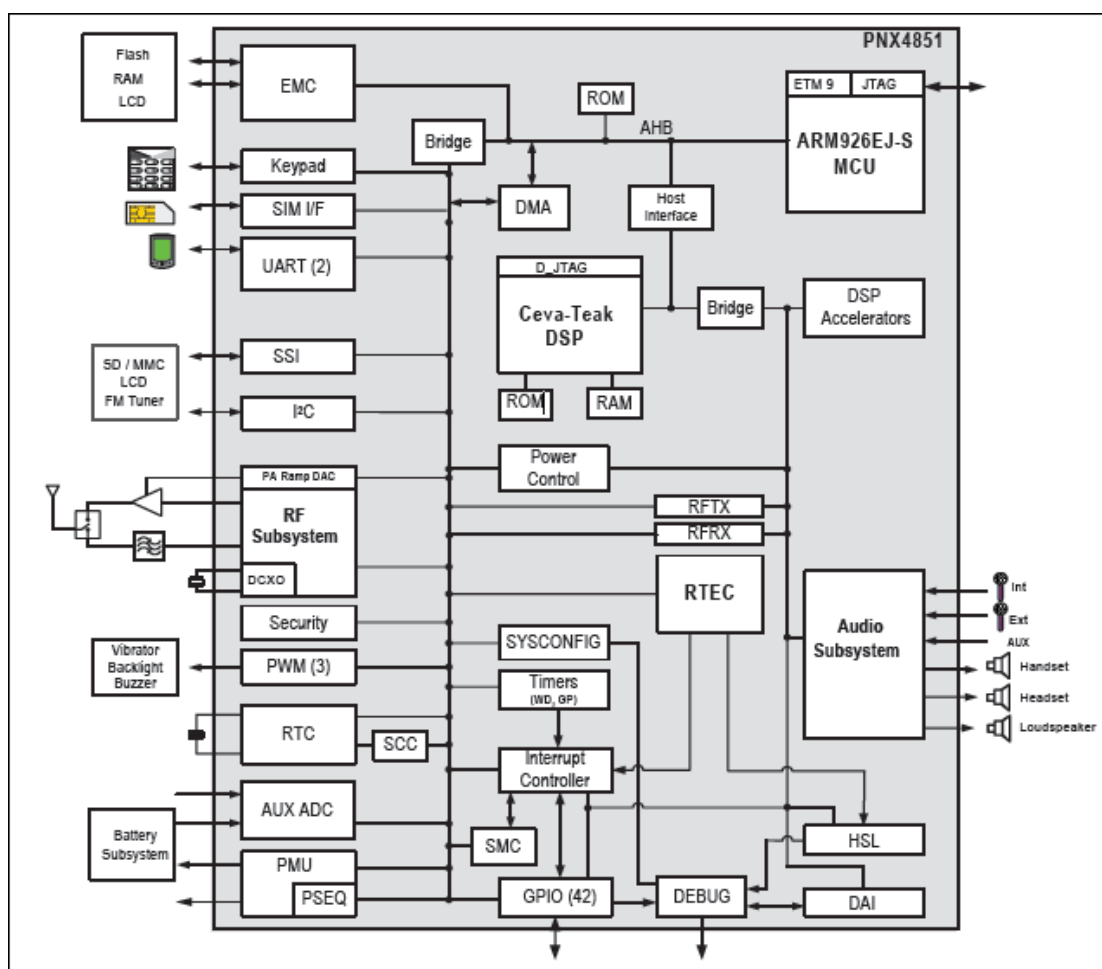 PNX4851
Flash
RAM
LCD
EMC
ROM
ETM 9
JTAG
AHB
ARM926EJ-S
MCU
Bridge
Keypad
SIM I/F
DMA
Host
Interface
UART (2)
D_JTAG
Ceva-Teak
DSP
Bridge
DSP
Accelerators
SD / MMC
LCD
FM Tuner
SSI
I²C
ROM
RAM
PA Ramp DAC
RF
Subsystem
DCXO
Power
Control
RFTX
RFRX
RTEC
Audio
Subsystem
Int
Ext
AUX
Handset
Headset
Loudspeaker
Security
Vibrator
Backlight
Buzzer
PWM (3)
SYSCONFIG
Timers
(WD, GP)
RTC
SCC
Interrupt
Controller
AUX ADC
Battery
Subsystem
PMU
PSEQ
SMC
GPIO (42)
DEBUG
HSL
DAI